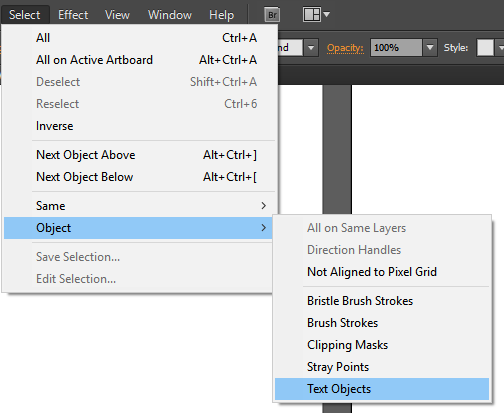 Select Effect View Window Help Br
nd Opacity: 100% Style:
All Ctrl+A
All on Active Artboard Alt+Ctrl+A
Deselect Shift+Ctrl+A
Reselect Ctrl+6
Inverse
Next Object Above Alt+Ctrl+]
Next Object Below Alt+Ctrl+[
Same
Object
Save Selection...
Edit Selection...
All on Same Layers
Direction Handles
Not Aligned to Pixel Grid
Bristle Brush Strokes
Brush Strokes
Clipping Masks
Stray Points
Text Objects